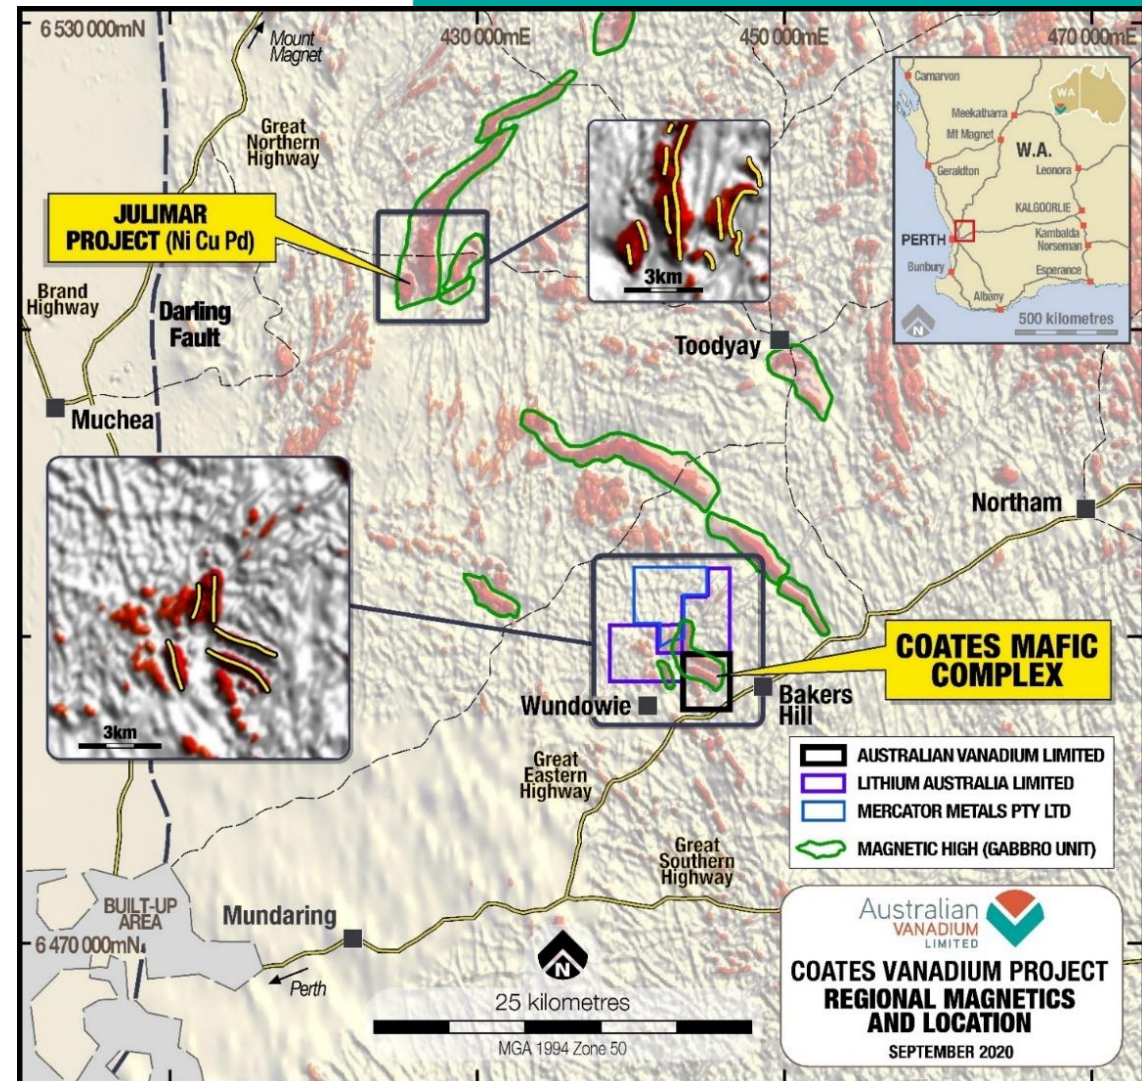 6 530 000mN
430 000mE
450 000mE
470 000mE
Mount
Magnet
Great
Northern
Highway
JULIMAR
PROJECT (Ni Cu Pd)
3km
Carnarvon
WA
Meekatharra
Mt Magnet
W.A.
Geraldton
Leonora
KALGOORLIE
PERTH
Kambalda
Norseman
Bunbury
Esperance
Albany
N
500 kilometres
Brand
Highway
Darling
Fault
Toodyay
Muchea
Northam
3km
COATES MAFIC
COMPLEX
Wundowie
Bakers
Hill
Great
Eastern
Highway
AUSTRALIAN VANADIUM LIMITED
LITHIUM AUSTRALIA LIMITED
MERCATOR METALS PTY LTD
MAGNETIC HIGH (GABBRO UNIT)
Great
Southern
Highway
BUILT-UP
AREA
Mundaring
6 470 000mN
Perth
N
25 kilometres
MGA 1994 Zone 50
Australian
VANADIUM
LIMITED
COATES VANADIUM PROJECT
REGIONAL MAGNETICS
AND LOCATION
SEPTEMBER 2020